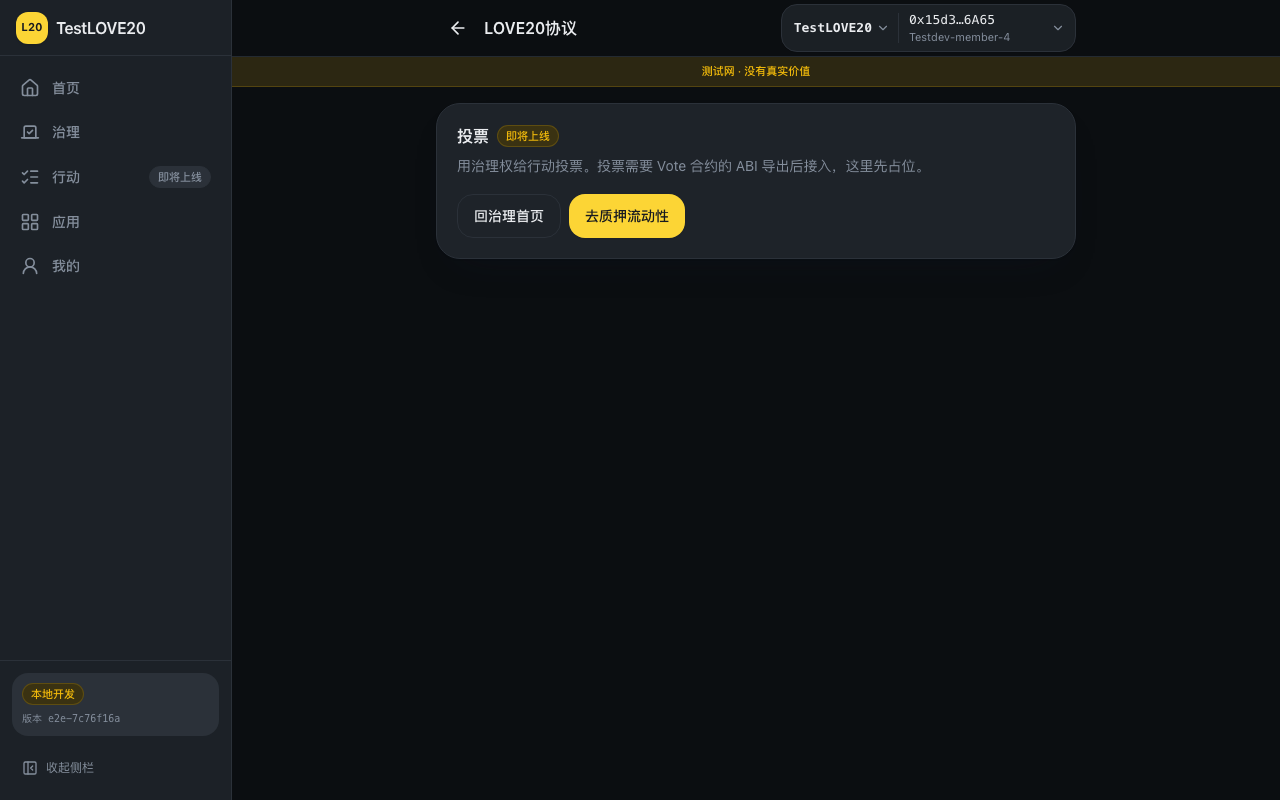 L20 TestLOVE20
首页
治理
行动 即将上线
应用
我的
本地开发
版本 e2e-7c76f16a
收起侧栏
LOVE20协议
TestLOVE20
0x15d3…6A65
Testdev-member-4
测试网 · 没有真实价值
投票 即将上线
用治理权给行动投票。投票需要 Vote 合约的 ABI 导出后接入，这里先占位。
回治理首页 去质押流动性